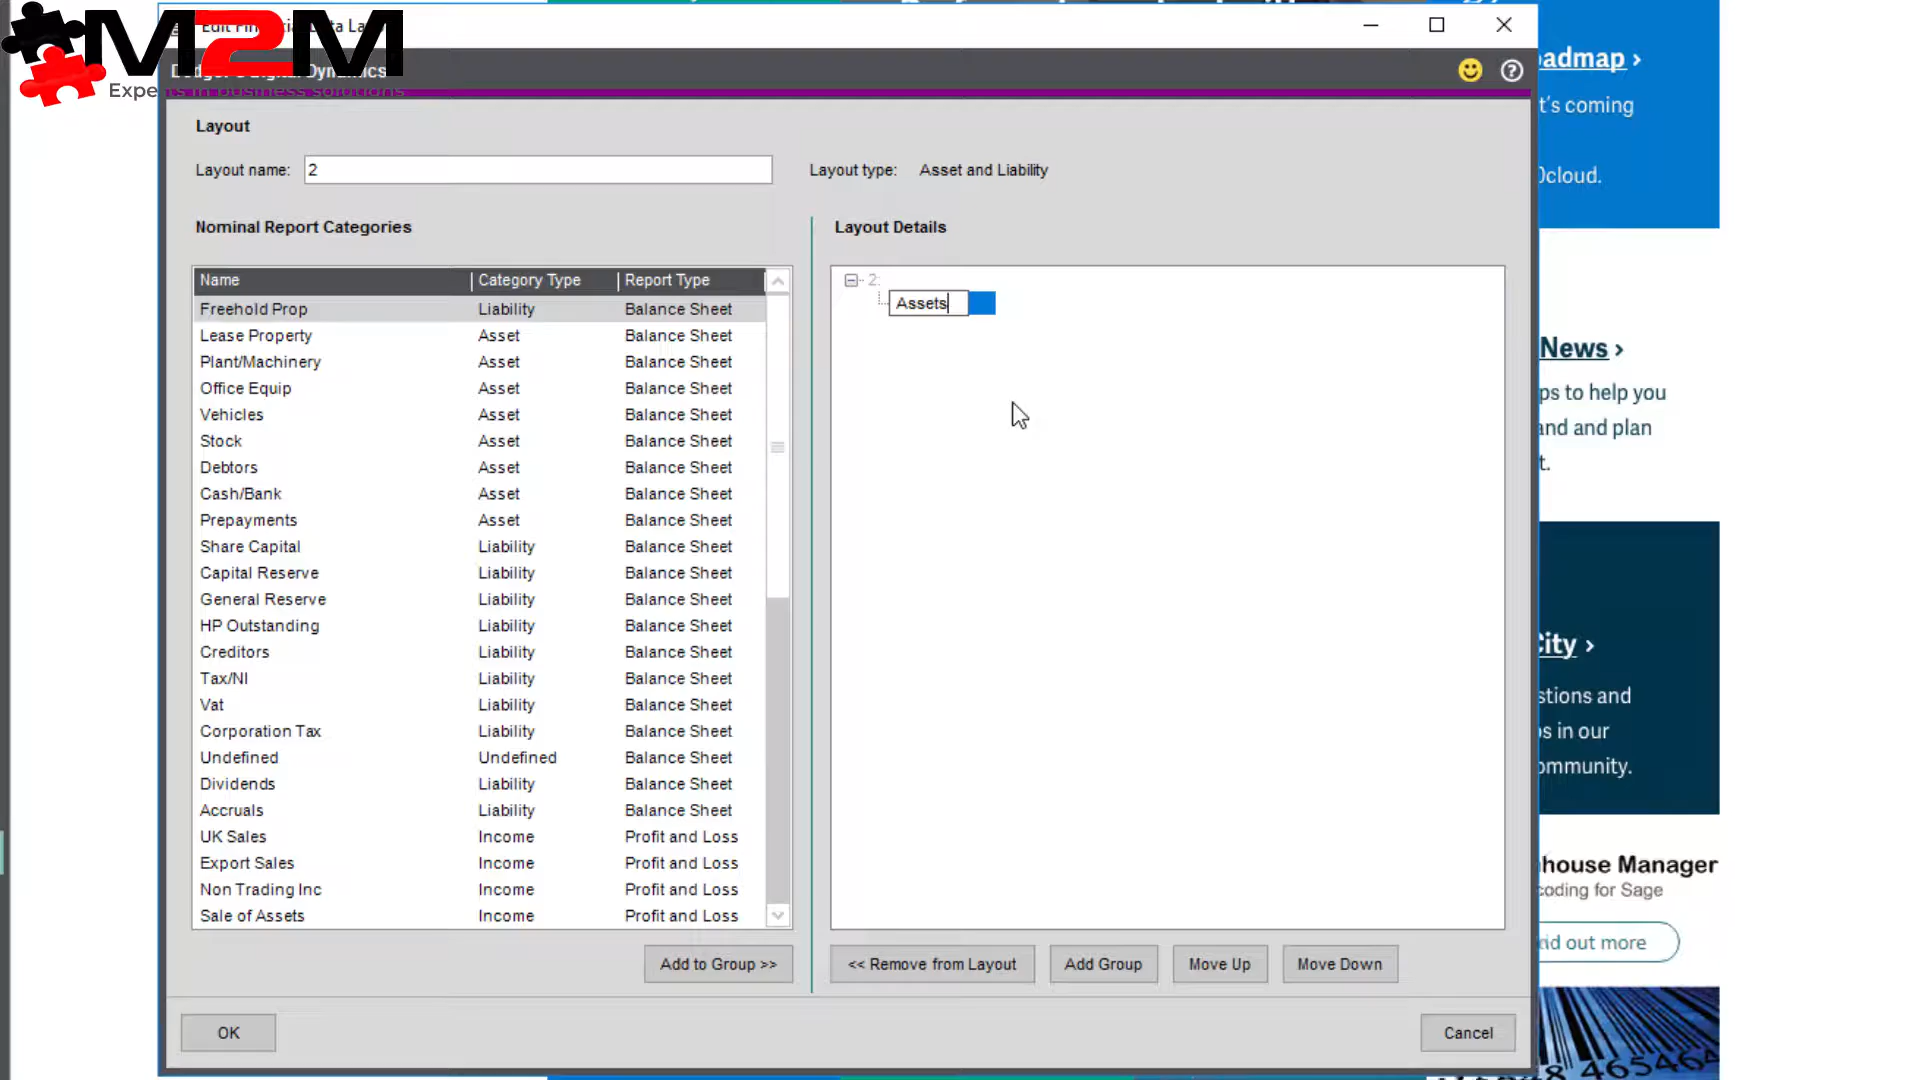 M2M
Experts in business solutions
Layout
Layout name: 2
Layout type: Asset and Liability
Nominal Report Categories
Layout Details
Name Category Type Report Type
Freehold Prop Liability Balance Sheet
Lease Property Asset Balance Sheet
Plant/Machinery Asset Balance Sheet
Office Equip Asset Balance Sheet
Vehicles Asset Balance Sheet
Stock Asset Balance Sheet
Debtors Asset Balance Sheet
Cash/Bank Asset Balance Sheet
Prepayments Asset Balance Sheet
Share Capital Liability Balance Sheet
Capital Reserve Liability Balance Sheet
General Reserve Liability Balance Sheet
HP Outstanding Liability Balance Sheet
Creditors Liability Balance Sheet
Tax/NI Liability Balance Sheet
Vat Liability Balance Sheet
Corporation Tax Liability Balance Sheet
Undefined Undefined Balance Sheet
Dividends Liability Balance Sheet
Accruals Liability Balance Sheet
UK Sales Income Profit and Loss
Export Sales Income Profit and Loss
Non Trading Inc Income Profit and Loss
Sale of Assets Income Profit and Loss
2:
Assets
Add to Group >>
<< Remove from Layout
Add Group
Move Up
Move Down
OK
Cancel
admap ›
t's coming
cloud.
News ›
ps to help you
and and plan
t.
City ›
stions and
s in our
ommunity.
house Manager
coding for Sage
d out more